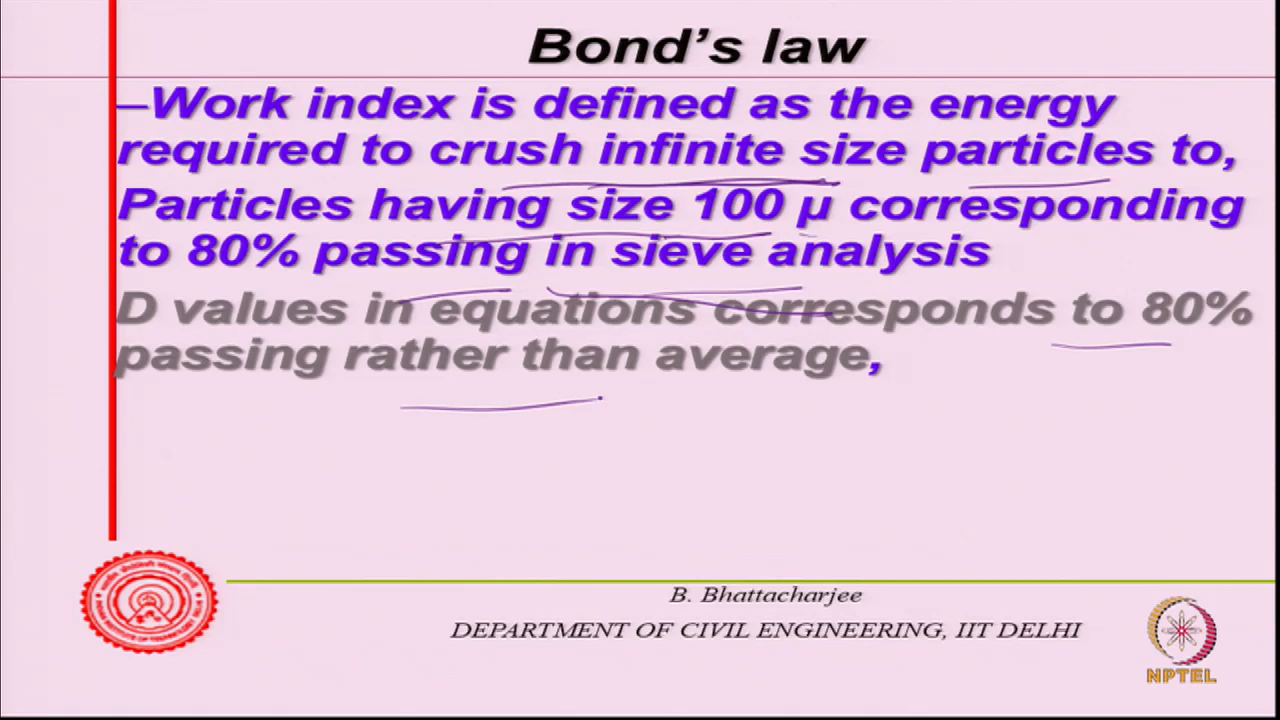 Bond's law
–Work index is defined as the energy
required to crush infinite size particles to,
Particles having size 100 µ corresponding
to 80% passing in sieve analysis
D values in equations corresponds to 80%
passing rather than average,
B. Bhattacharjee
DEPARTMENT OF CIVIL ENGINEERING, IIT DELHI
NPTEL